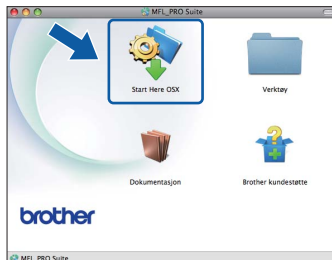 MFL_PRO Suite
Start Here OSX
Verktøy
Dokumentasjon
Brother kundestøtte
brother
MFL_PRO Suite